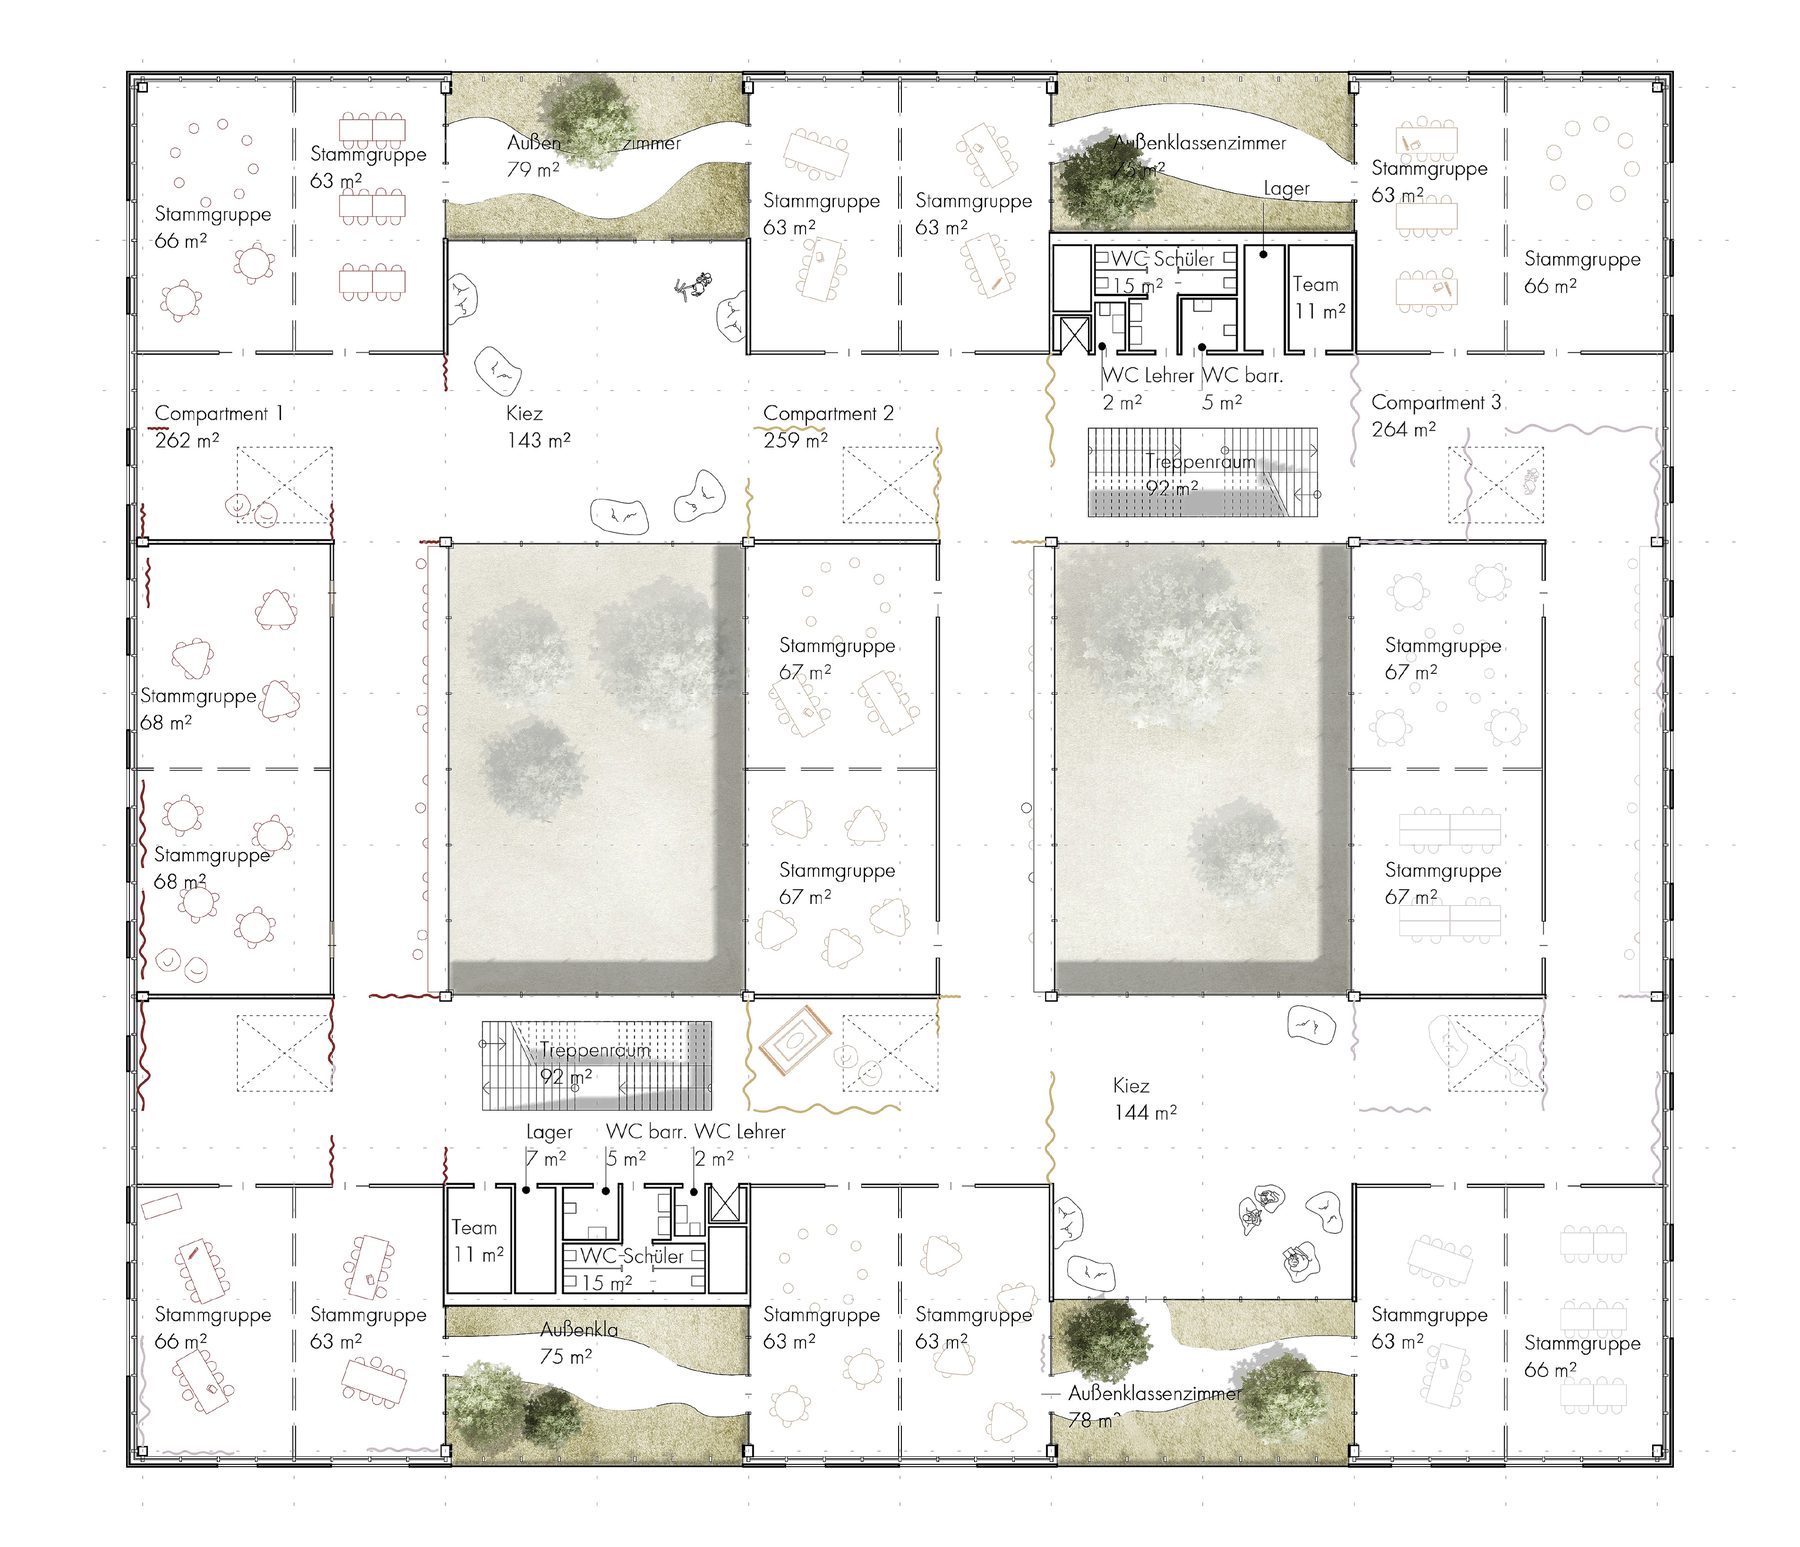 Stammgruppe
66 m²
Stammgruppe
63 m²
Außen zimmer
79 m²
Stammgruppe
63 m²
Stammgruppe
63 m²
Außenklassenzimmer
75 m²
Lager
Stammgruppe
63 m²
Stammgruppe
66 m²
WC Schüler
15 m²
Team
11 m²
WC Lehrer
2 m²
WC barr.
5 m²
Compartment 1
262 m²
Kiez
143 m²
Compartment 2
259 m²
Treppenraum
92 m²
Compartment 3
264 m²
Stammgruppe
68 m²
Stammgruppe
67 m²
Stammgruppe
67 m²
Stammgruppe
68 m²
Stammgruppe
67 m²
Stammgruppe
67 m²
Treppenraum
92 m²
Kiez
144 m²
Lager
7 m²
WC barr.
5 m²
WC Lehrer
2 m²
Team
11 m²
WC Schüler
15 m²
Stammgruppe
66 m²
Stammgruppe
63 m²
Außenkla
75 m²
Stammgruppe
63 m²
Stammgruppe
63 m²
Außenklassenzimmer
78 m²
Stammgruppe
63 m²
Stammgruppe
66 m²